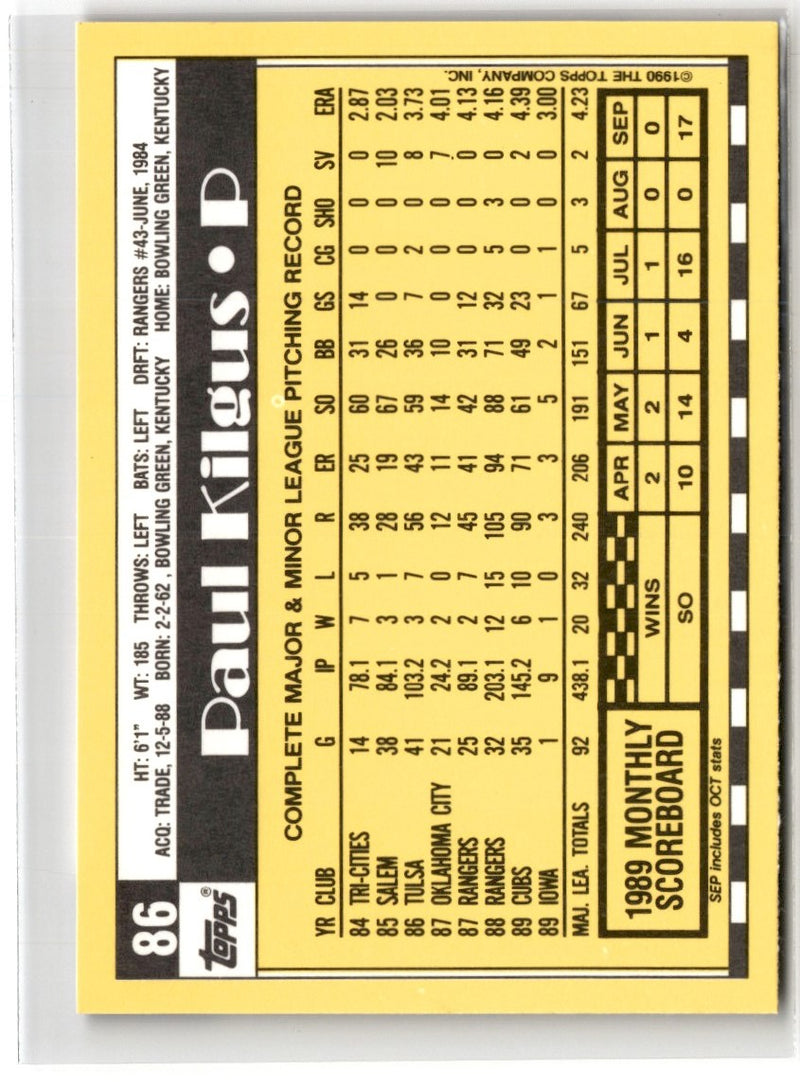 86
HT: 6'1" WT: 185 THROWS: LEFT BATS: LEFT DRFT: RANGERS #43-JUNE, 1984
ACQ: TRADE, 12-5-88 BORN: 2-2-62 , BOWLING GREEN, KENTUCKY HOME: BOWLING GREEN, KENTUCKY
TOPPS®
Paul Kilgus • P
COMPLETE MAJOR & MINOR LEAGUE PITCHING RECORD
YR CLUB G IP W L R ER SO BB GS CG SHO SV ERA
84 TRI-CITIES 14 78.1 7 5 38 25 60 31 14 0 0 0 2.87
85 SALEM 38 84.1 3 1 28 19 67 26 0 0 0 10 2.03
86 TULSA 41 103.2 3 7 56 43 59 36 7 2 0 8 3.73
87 OKLAHOMA CITY 21 24.2 2 0 12 11 14 10 0 0 0 7 4.01
87 RANGERS 25 89.1 2 7 45 41 42 31 12 0 0 0 4.13
88 RANGERS 32 203.1 12 15 105 94 88 71 32 5 3 0 4.16
89 CUBS 35 145.2 6 10 90 71 61 49 23 0 0 2 4.39
89 IOWA 1 9 1 0 3 3 5 2 1 1 0 0 3.00
MAJ. LEA. TOTALS 92 438.1 20 32 240 206 191 151 67 5 3 2 4.23
1989 MONTHLY
SCOREBOARD
APR MAY JUN JUL AUG SEP
WINS 2 2 1 1 0 0
SO 10 14 4 16 0 17
SEP includes OCT stats
©1990 THE TOPPS COMPANY, INC.